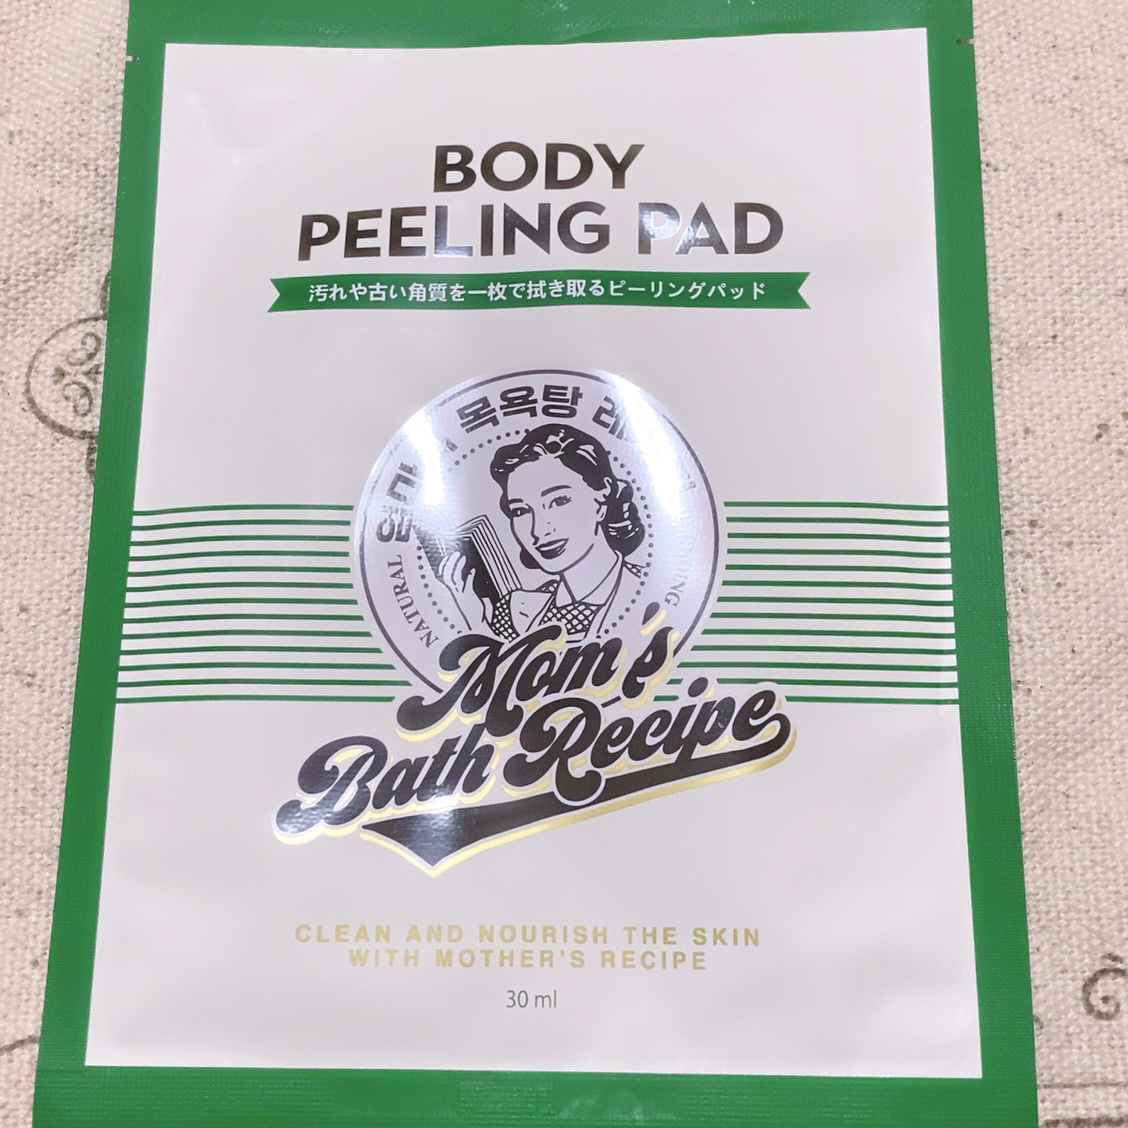 BODY
PEELING PAD
汚れや古い角質を一枚で拭き取るピーリングパッド
목욕탕
NATURAL
Mom's
Bath Recipe
CLEAN AND NOURISH THE SKIN
WITH MOTHER'S RECIPE
30 ml